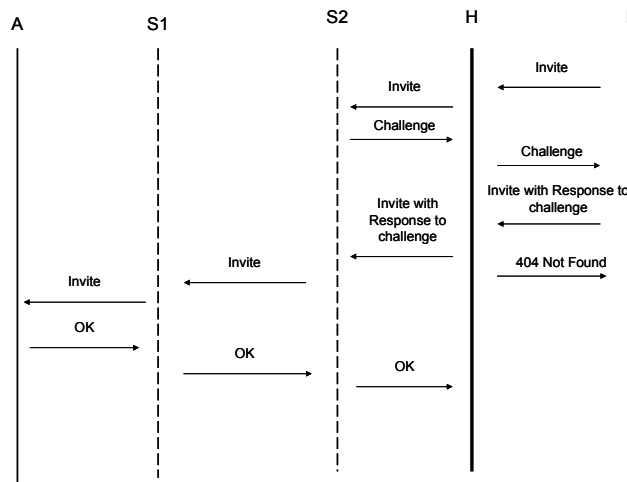 A
S1
S2
H
Invite
Invite
Challenge
Challenge
Invite with Response to
challenge
Invite with
Response to
challenge
404 Not Found
Invite
Invite
OK
OK
OK